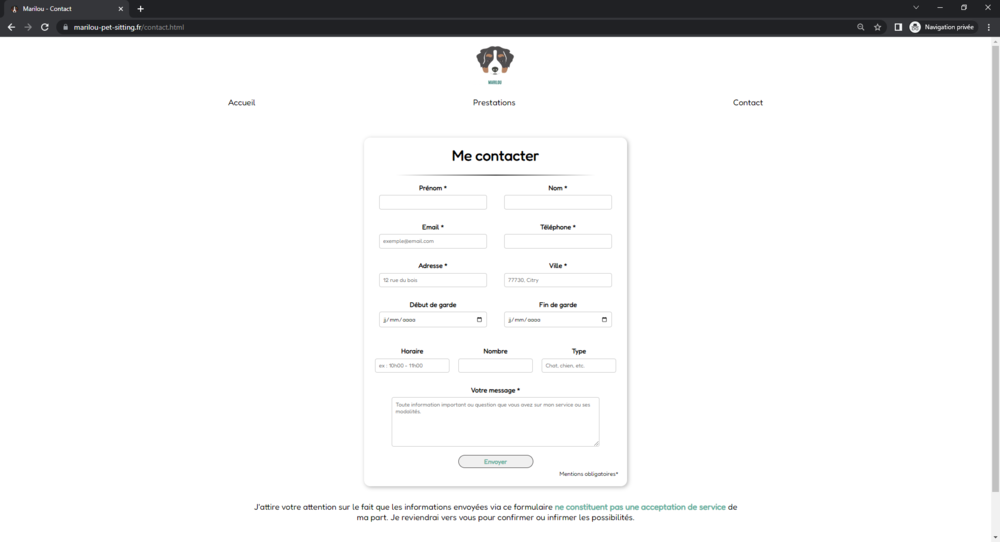 Marilou - Contact
marilou-pet-sitting.fr/contact.html
Navigation privée
MARILOU
Accueil Prestations Contact
Me contacter
Prénom * Nom *
Email * Téléphone *
exemple@email.com
Adresse * Ville *
12 rue du bois 77730, Citry
Début de garde Fin de garde
jj/mm/aaaa jj/mm/aaaa
Horaire Nombre Type
ex : 10h00 - 11h00 Chat, chien, etc.
Votre message *
Toute information important ou question que vous avez sur mon service ou ses
modalités.
Envoyer
Mentions obligatoires*
J'attire votre attention sur le fait que les informations envoyées via ce formulaire ne constituent pas une acceptation de service de
ma part. Je reviendrai vers vous pour confirmer ou infirmer les possibilités.